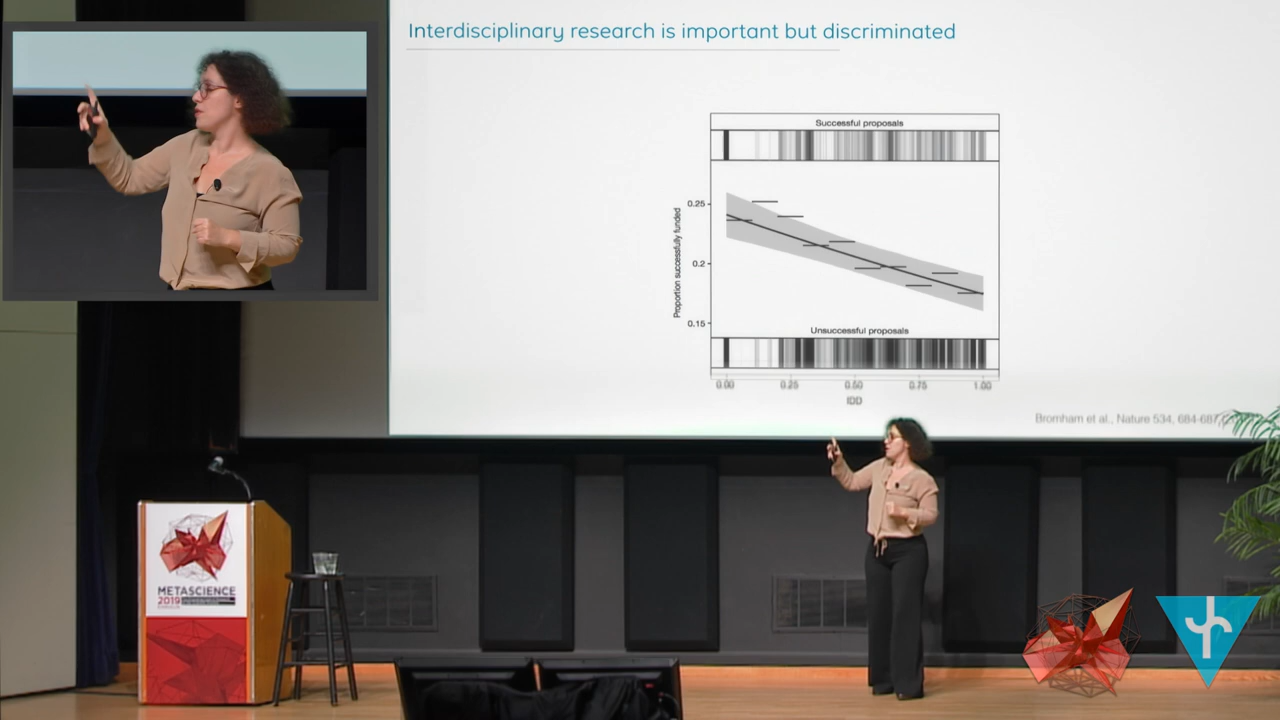 Interdisciplinary research is important but discriminated
Successful proposals
0.25
0.2
0.15
Proportion successfully funded
Unsuccessful proposals
0.00 0.25 0.50 0.75 1.00
IDD
Bromham et al., Nature 534, 684-687
METASCIENCE
2019
SYMPOSIUM